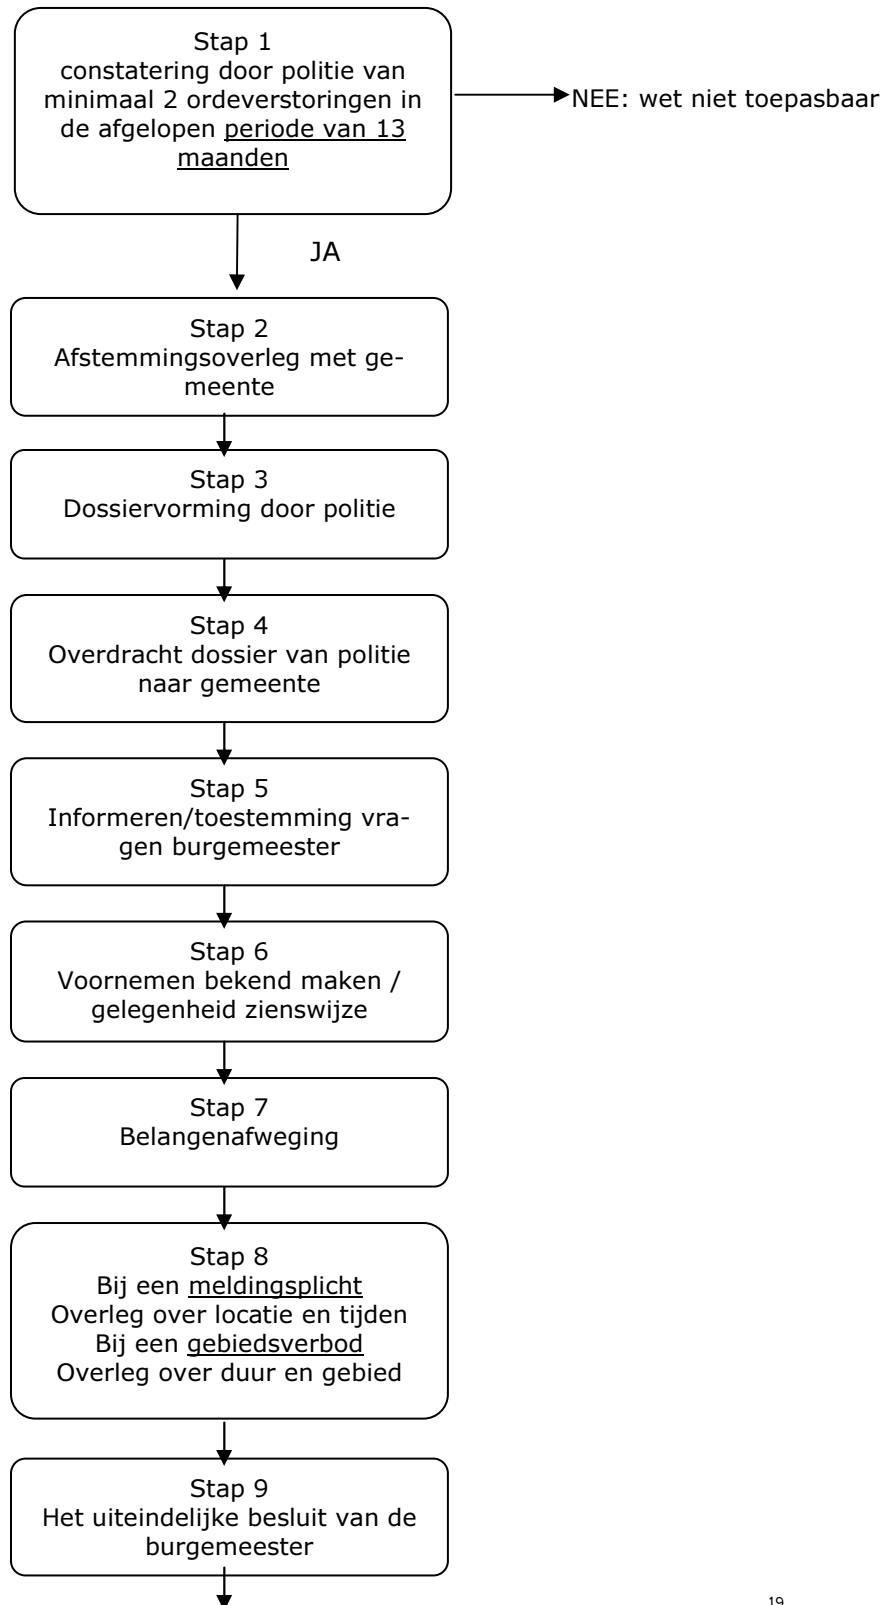 Stap 1
constatering door politie van
minimaal 2 ordeverstoringen in
de afgelopen periode van 13
maanden
NEE: wet niet toepasbaar
JA
Stap 2
Afstemmingsoverleg met ge-
meente
Stap 3
Dossiervorming door politie
Stap 4
Overdracht dossier van politie
naar gemeente
Stap 5
Informeren/toestemming vra-
gen burgemeester
Stap 6
Voornemen bekend maken /
gelegenheid zienswijze
Stap 7
Belangenafweging
Stap 8
Bij een meldingsplicht
Overleg over locatie en tijden
Bij een gebiedsverbod
Overleg over duur en gebied
Stap 9
Het uiteindelijke besluit van de
burgemeester
19